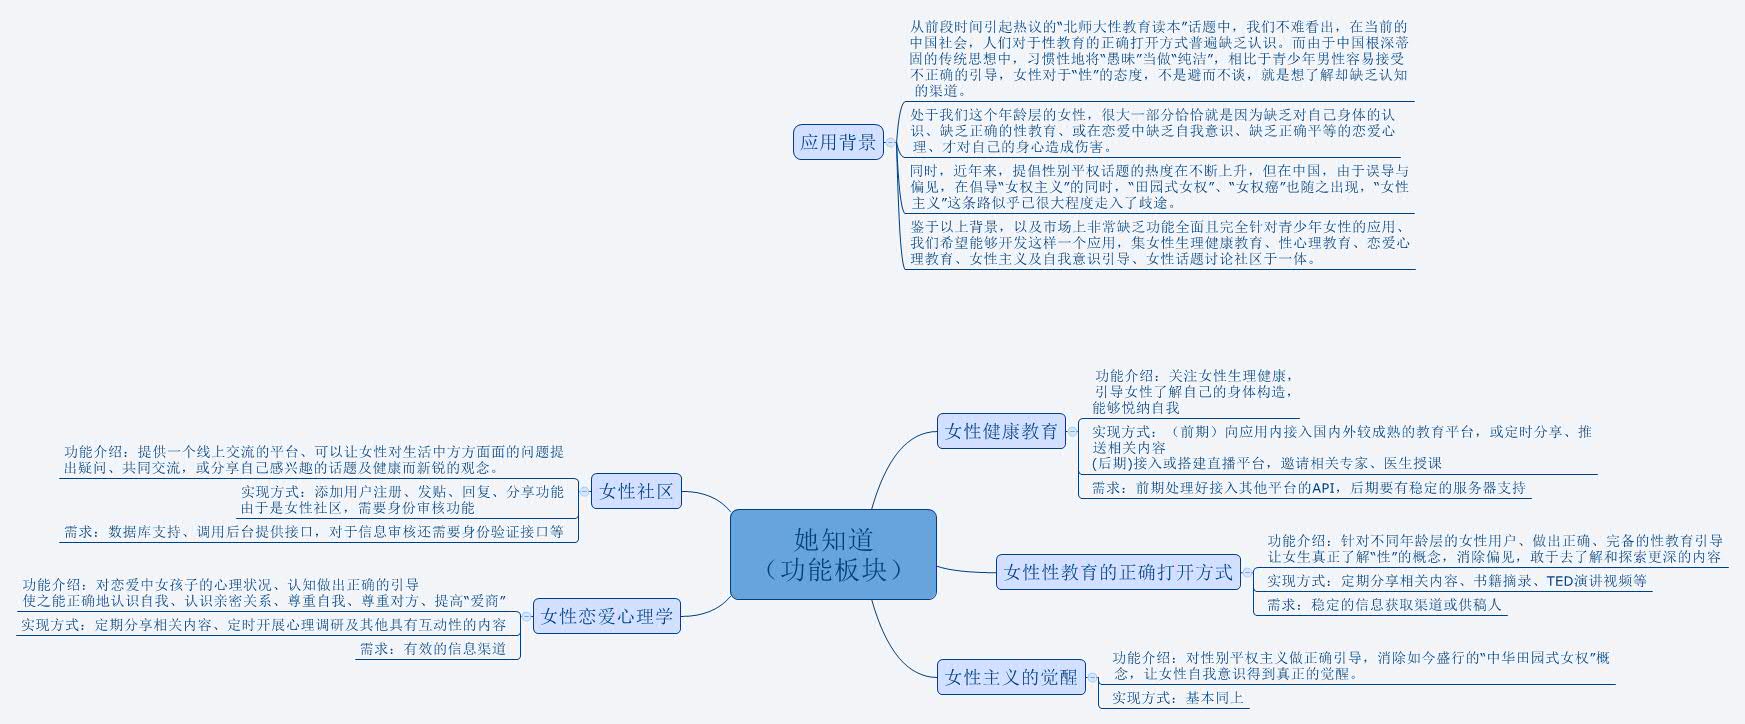 应用背景
从前段时间引起热议的“北师大性教育读本”话题中，我们不难看出，在当前的
中国社会，人们对于性教育的正确打开方式普遍缺乏认识。而由于中国根深蒂
固的传统思想中，习惯性地将“愚昧”当做“纯洁”，相比于青少年男性容易接受
不正确的引导，女性对于“性”的态度，不是避而不谈，就是想了解却缺乏认知
的渠道。
处于我们这个年龄层的女性，很大一部分恰恰就是因为缺乏对自己身体的认
识、缺乏正确的性教育、或在恋爱中缺乏自我意识、缺乏正确平等的恋爱心
理、才对自己的身心造成伤害。
同时，近年来，提倡性别平权话题的热度在不断上升，但在中国，由于误导与
偏见，在倡导“女权主义”的同时，“田园式女权”、“女权癌”也随之出现，“女性
主义”这条路似乎已很大程度走入了歧途。
鉴于以上背景，以及市场上非常缺乏功能全面且完全针对青少年女性的应用、
我们希望能够开发这样一个应用，集女性生理健康教育、性心理教育、恋爱心
理教育、女性主义及自我意识引导、女性话题讨论社区于一体。
她知道
（功能板块）
女性健康教育
功能介绍：关注女性生理健康，
引导女性了解自己的身体构造，
能够悦纳自我
实现方式：（前期）向应用内接入国内外较成熟的教育平台，或定时分享、推
送相关内容
(后期)接入或搭建直播平台，邀请相关专家、医生授课
需求：前期处理好接入其他平台的API，后期要有稳定的服务器支持
女性性教育的正确打开方式
功能介绍：针对不同年龄层的女性用户、做出正确、完备的性教育引导
让女生真正了解“性”的概念，消除偏见，敢于去了解和探索更深的内容
实现方式：定期分享相关内容、书籍摘录、TED演讲视频等
需求：稳定的信息获取渠道或供稿人
女性主义的觉醒
功能介绍：对性别平权主义做正确引导，消除如今盛行的“中华田园式女权”概
念，让女性自我意识得到真正的觉醒。
实现方式：基本同上
女性社区
功能介绍：提供一个线上交流的平台、可以让女性对生活中方方面面的问题提
出疑问、共同交流，或分享自己感兴趣的话题及健康而新锐的观念。
实现方式：添加用户注册、发贴、回复、分享功能
由于是女性社区，需要身份审核功能
需求：数据库支持、调用后台提供接口，对于信息审核还需要身份验证接口等
女性恋爱心理学
功能介绍：对恋爱中女孩子的心理状况、认知做出正确的引导
使之能正确地认识自我、认识亲密关系、尊重自我、尊重对方、提高“爱商”
实现方式：定期分享相关内容、定时开展心理调研及其他具有互动性的内容
需求：有效的信息渠道